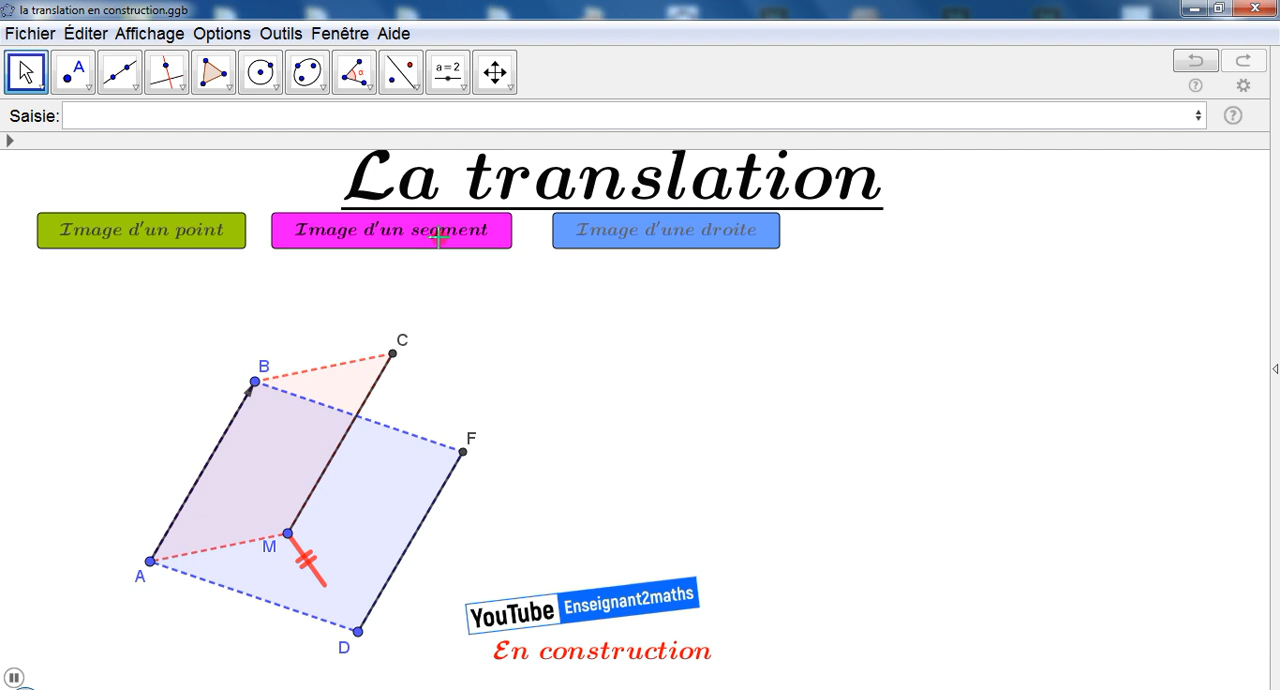 la translation en construction.ggb
Fichier Éditer Affichage Options Outils Fenêtre Aide
A
α
a = 2
Saisie:
La translation
Image d'un point
Image d'un segment
Image d'une droite
C
B
F
M
A
D
YouTube Enseignant2maths
En construction